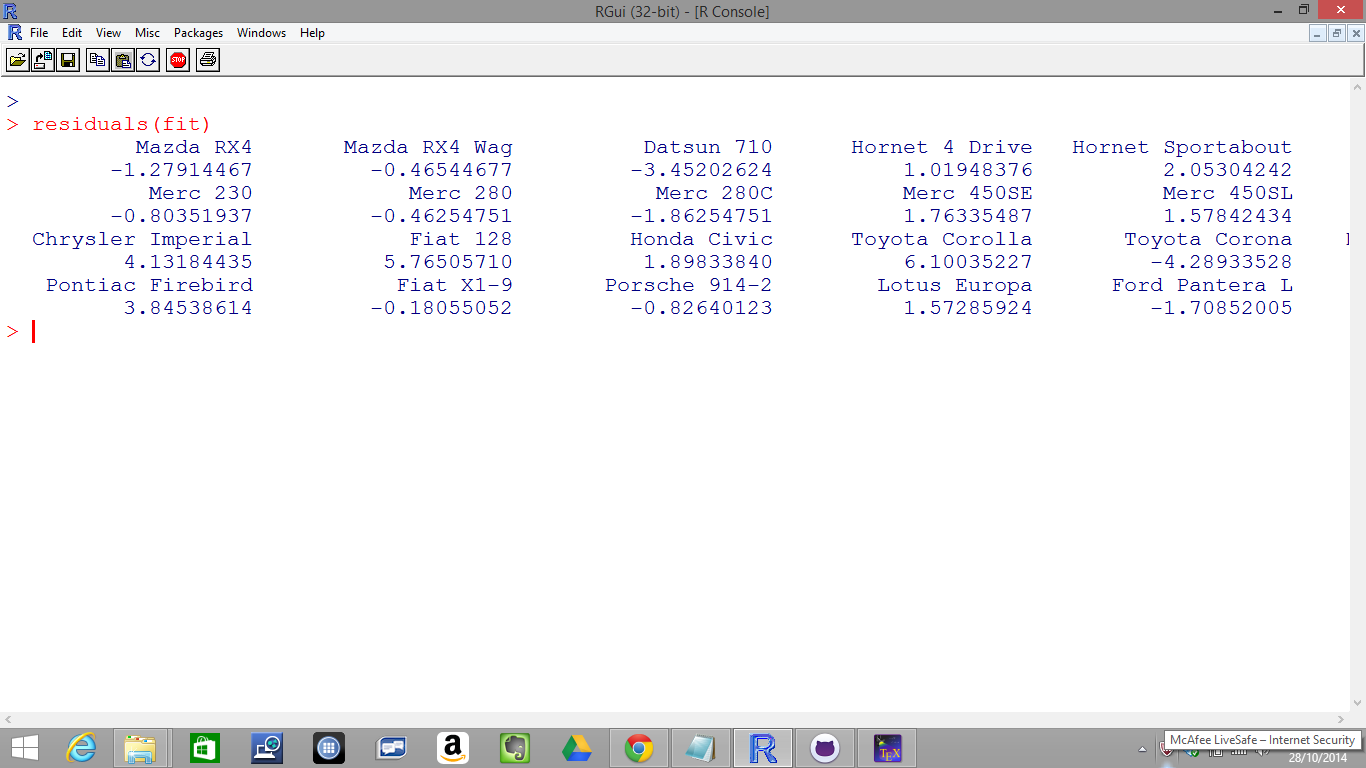 RGui (32-bit) - [R Console]
File Edit View Misc Packages Windows Help
STOP
>
> residuals(fit)
Mazda RX4 Mazda RX4 Wag Datsun 710 Hornet 4 Drive Hornet Sportabout
-1.27914467 -0.46544677 -3.45202624 1.01948376 2.05304242
Merc 230 Merc 280 Merc 280C Merc 450SE Merc 450SL
-0.80351937 -0.46254751 -1.86254751 1.76335487 1.57842434
Chrysler Imperial Fiat 128 Honda Civic Toyota Corolla Toyota Corona
4.13184435 5.76505710 1.89833840 6.10035227 -4.28933528
Pontiac Firebird Fiat X1-9 Porsche 914-2 Lotus Europa Ford Pantera L
3.84538614 -0.18055052 -0.82640123 1.57285924 -1.70852005
>
McAfee LiveSafe – Internet Security
28/10/2014